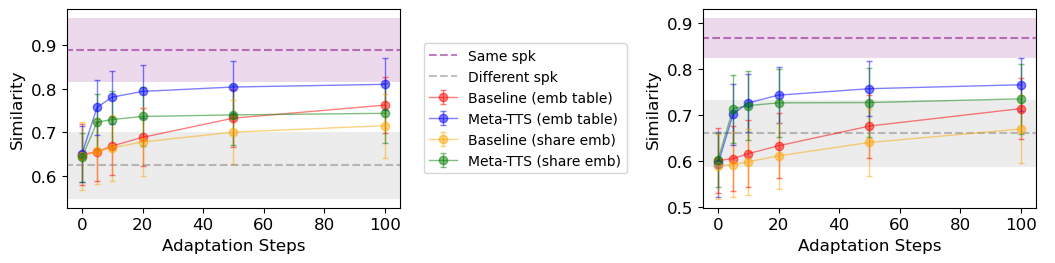 0.9
0.8
0.7
0.6
Similarity
0 20 40 60 80 100
Adaptation Steps
Same spk
Different spk
Baseline (emb table)
Meta-TTS (emb table)
Baseline (share emb)
Meta-TTS (share emb)
0.9
0.8
0.7
0.6
0.5
Similarity
0 20 40 60 80 100
Adaptation Steps